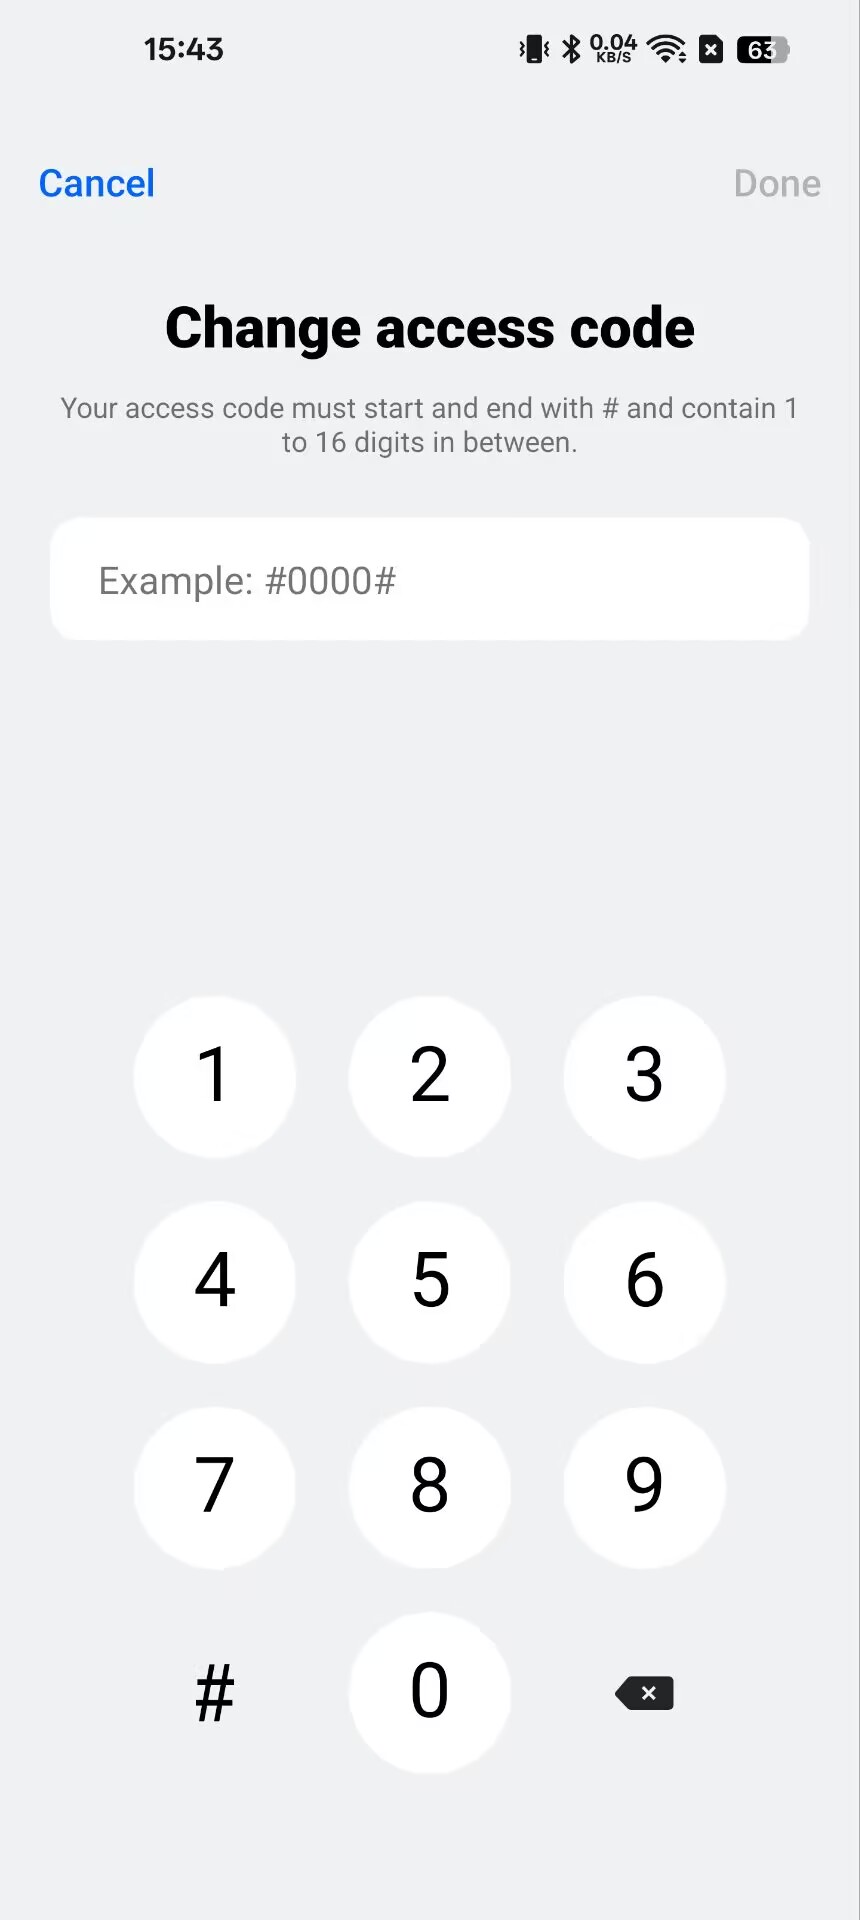 15:43
0.04
KB/S
63
Cancel
Done
Change access code
Your access code must start and end with # and contain 1
to 16 digits in between.
Example: #0000#
1 2 3
4 5 6
7 8 9
# 0